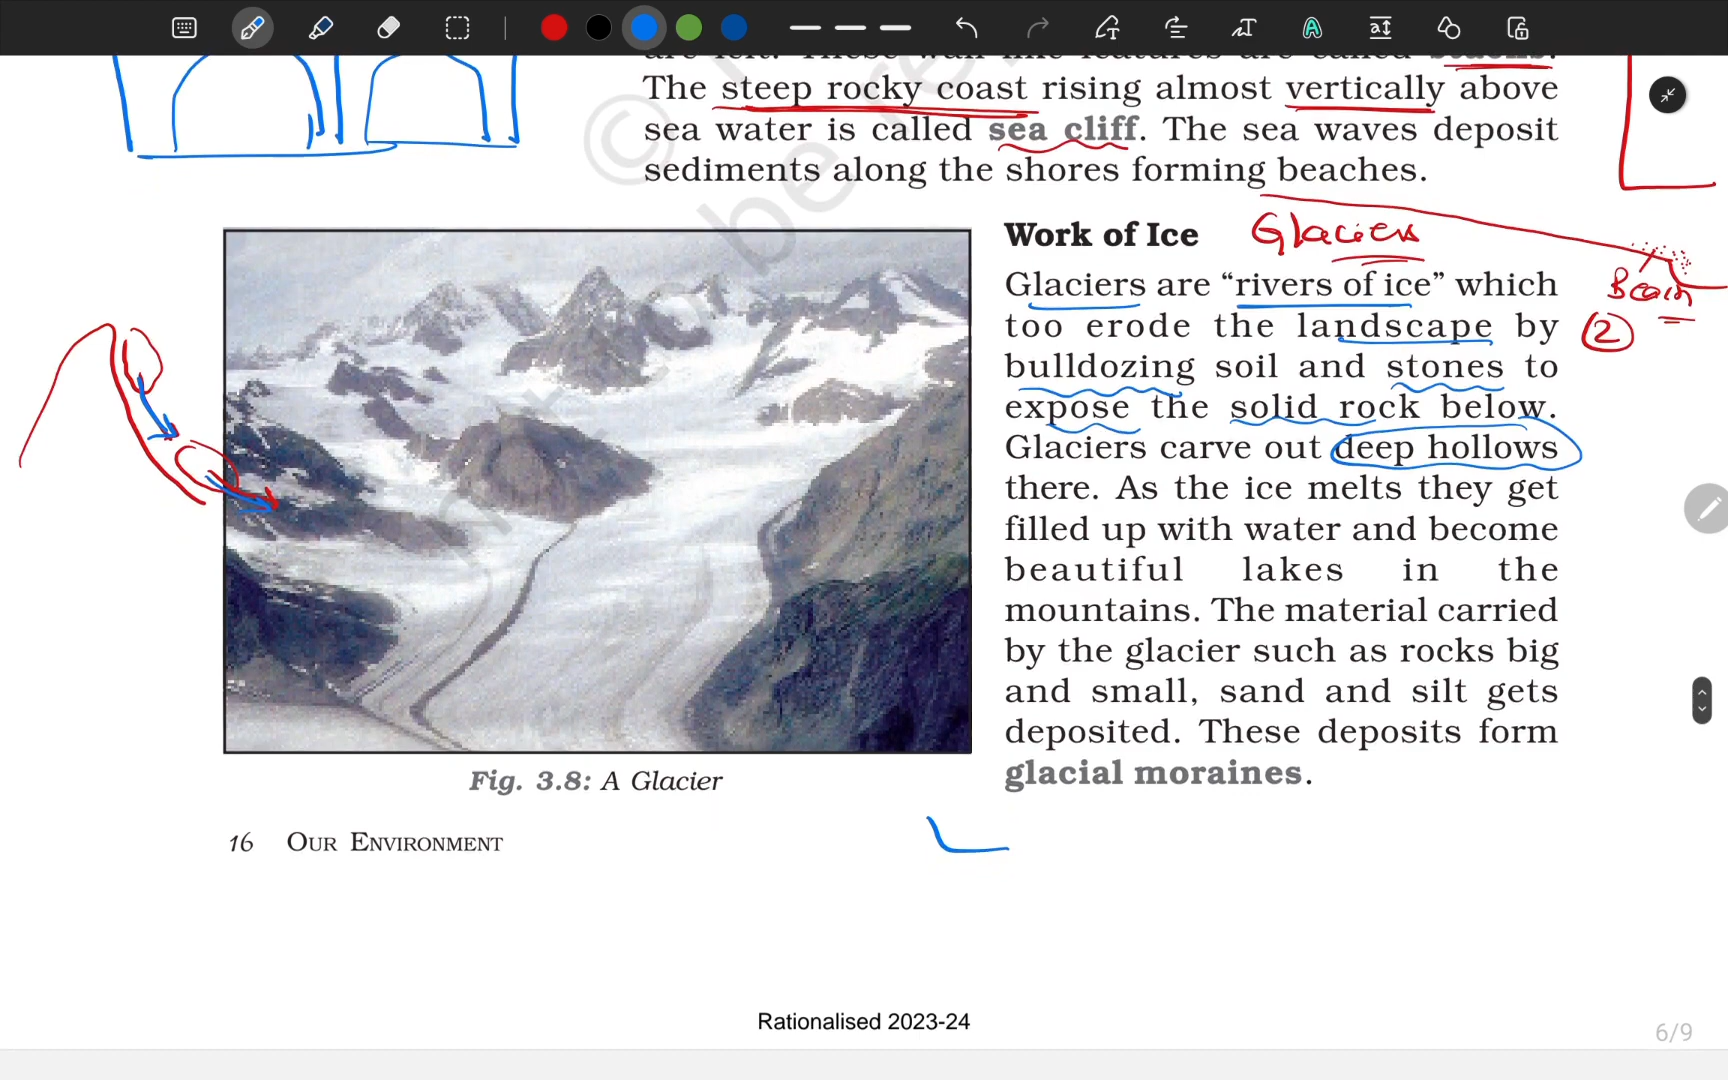 The steep rocky coast rising almost vertically above
sea water is called sea cliff. The sea waves deposit
sediments along the shores forming beaches.
Work of Ice
Glaciers
Glaciers are “rivers of ice” which
too erode the landscape by
bulldozing soil and stones to
expose the solid rock below.
Glaciers carve out deep hollows
there. As the ice melts they get
filled up with water and become
beautiful lakes in the
mountains. The material carried
by the glacier such as rocks big
and small, sand and silt gets
deposited. These deposits form
glacial moraines.
Beach
2
Fig. 3.8: A Glacier
16 OUR ENVIRONMENT
Rationalised 2023-24
6/9